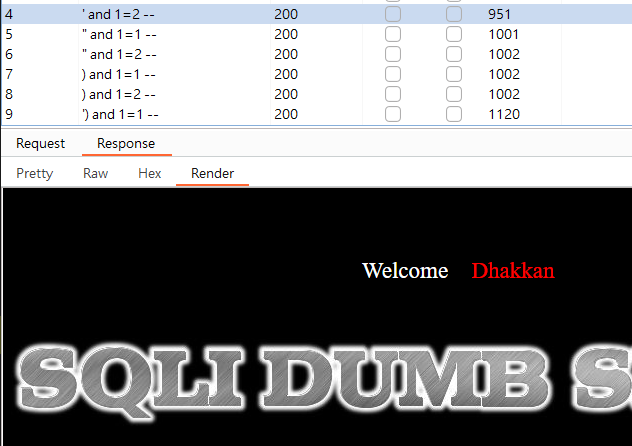 4 ' and 1=2 -- 200 951
5 " and 1=1 -- 200 1001
6 " and 1=2 -- 200 1002
7 ) and 1=1 -- 200 1002
8 ) and 1=2 -- 200 1002
9 ') and 1=1 -- 200 1120
Request Response
Pretty Raw Hex Render
Welcome Dhakkan
SQLI DUMB S